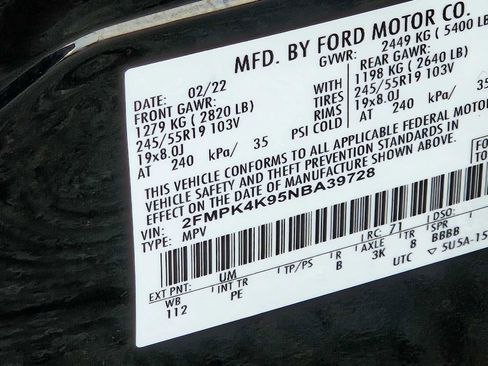 MFD. BY FORD MOTOR CO.
DATE: 02/22 GVWR: 2449 KG ( 5400 LB
FRONT GAWR: REAR GAWR:
1279 KG ( 2820 LB) WITH 1198 KG ( 2640 LB)
245/55R19 103V TIRES 245/55R19 103V
19x8.0J RIMS 19x8.0J
AT 240 kPa/ 35 PSI COLD AT 240 kPa/ 35
THIS VEHICLE CONFORMS TO ALL APPLICABLE FEDERAL MOTOR
VEHICLE SAFETY AND THEFT PREVENTION STANDARDS IN
EFFECT ON THE DATE OF MANUFACTURE SHOWN ABOVE.
VIN: 2FMPK4K95NBA39728
TYPE: MPV
EXT PNT: UM RC: 71
WB INT TR TP/PS R AXLE TR SPR
112 PE B 3K 8 BBBB
UTC ▽ 5U5A-15